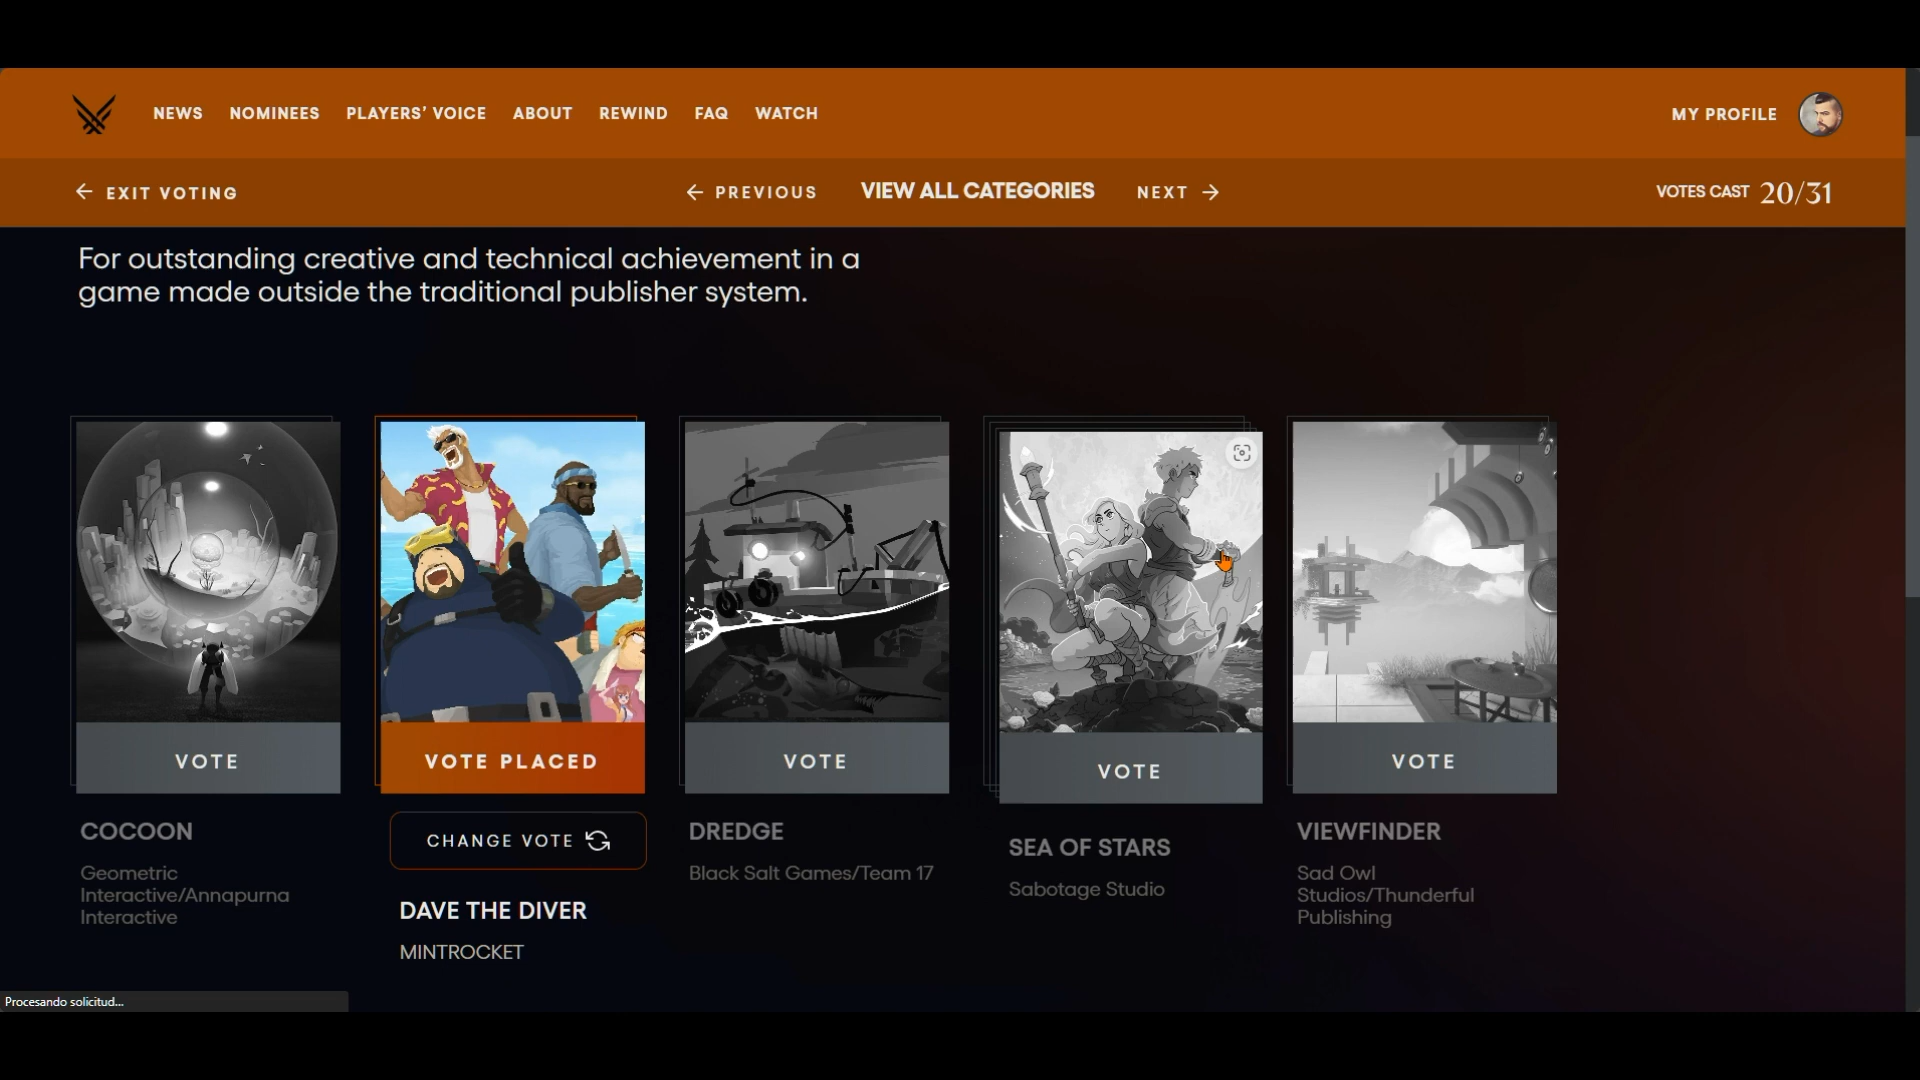 NEWS NOMINEES PLAYERS' VOICE ABOUT REWIND FAQ WATCH MY PROFILE
EXIT VOTING PREVIOUS VIEW ALL CATEGORIES NEXT VOTES CAST 20/31
For outstanding creative and technical achievement in a
game made outside the traditional publisher system.
VOTE
COCOON
Geometric
Interactive/Annapurna
Interactive
VOTE PLACED
CHANGE VOTE
DAVE THE DIVER
MINTROCKET
VOTE
DREDGE
Black Salt Games/Team 17
VOTE
SEA OF STARS
Sabotage Studio
VOTE
VIEWFINDER
Sad Owl
Studios/Thunderful
Publishing
Procesando solicitud...